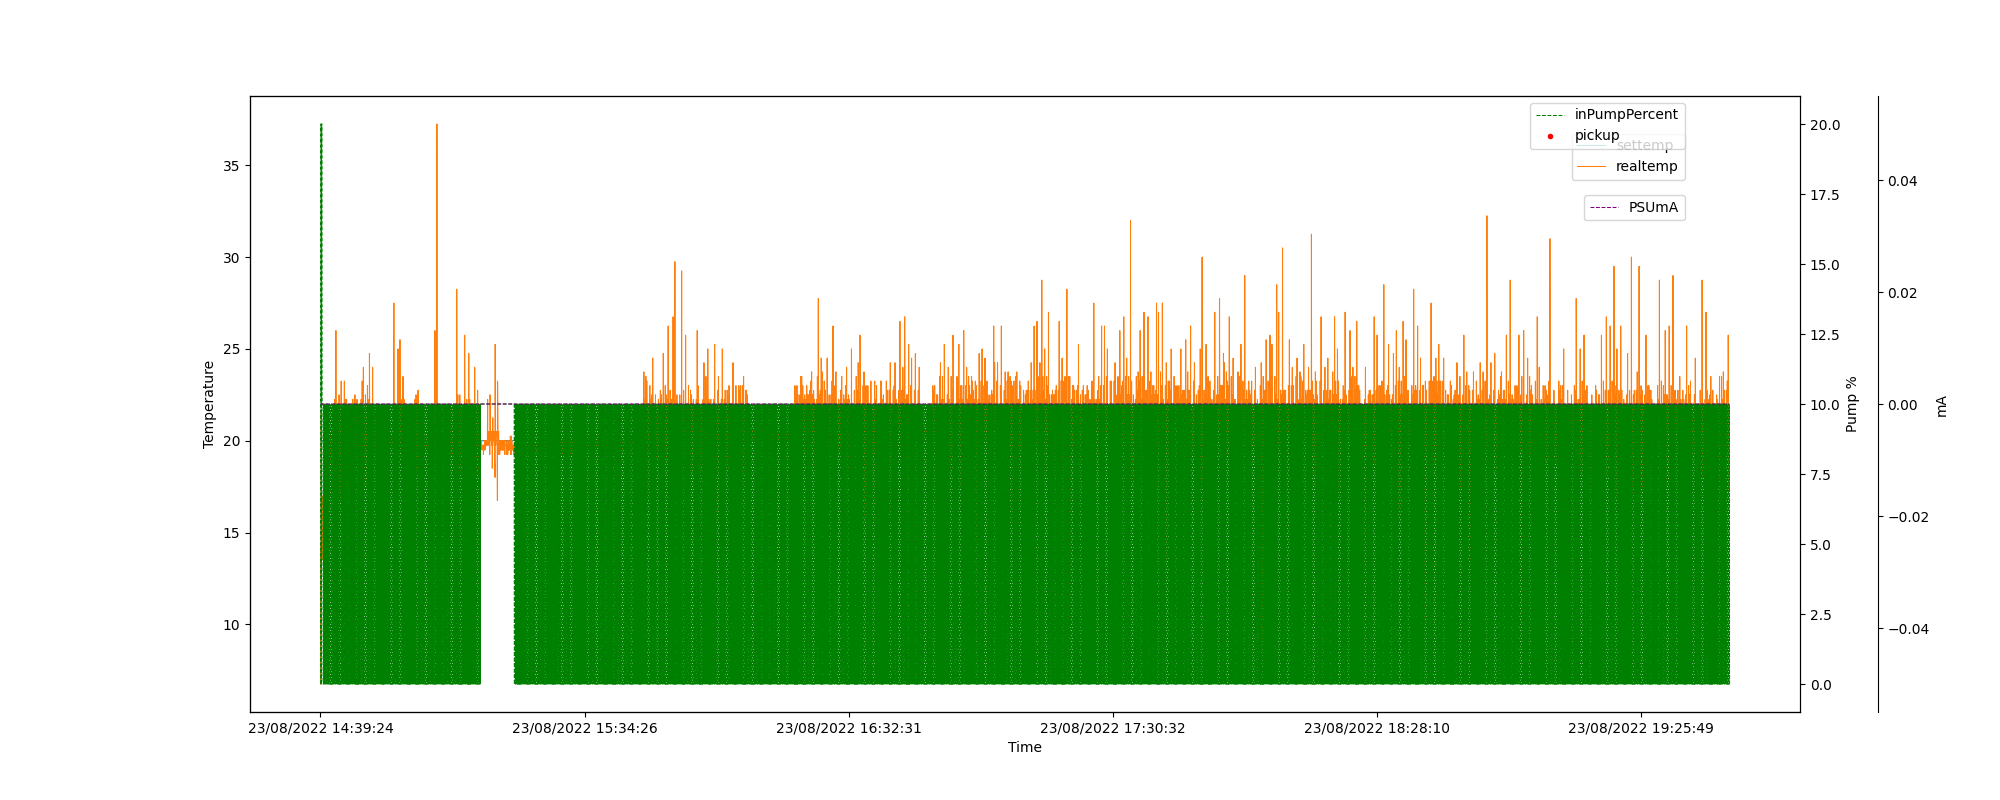 inPumpPercent
pickup
settemp
realtemp
PSUmA
35
30
25
20
15
10
Temperature
20.0
17.5
15.0
12.5
10.0
7.5
5.0
2.5
0.0
Pump %
0.04
0.02
0.00
−0.02
−0.04
mA
23/08/2022 14:39:24
23/08/2022 15:34:26
23/08/2022 16:32:31
23/08/2022 17:30:32
23/08/2022 18:28:10
23/08/2022 19:25:49
Time